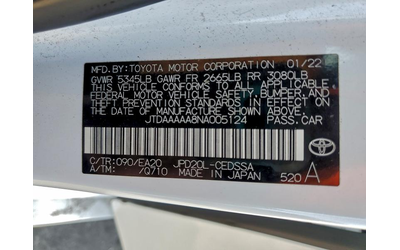 MFD.BY:TOYOTA MOTOR CORPORATION 01/22
GVWR 5345LB GAWR FR 2665LB RR 3080LB
THIS VEHICLE CONFORMS TO ALL APPLICABLE
FEDERAL MOTOR VEHICLE SAFETY, BUMPER, AND
THEFT PREVENTION STANDARDS IN EFFECT ON THE
DATE OF MANUFACTURE SHOWN ABOVE.
JTDAAAAA8NA005124 PASS.CAR
C/TR:090/EA20 JPD20L-CEDSSA
A/TM: /Q710 MADE IN JAPAN 520 A
TOYOTA